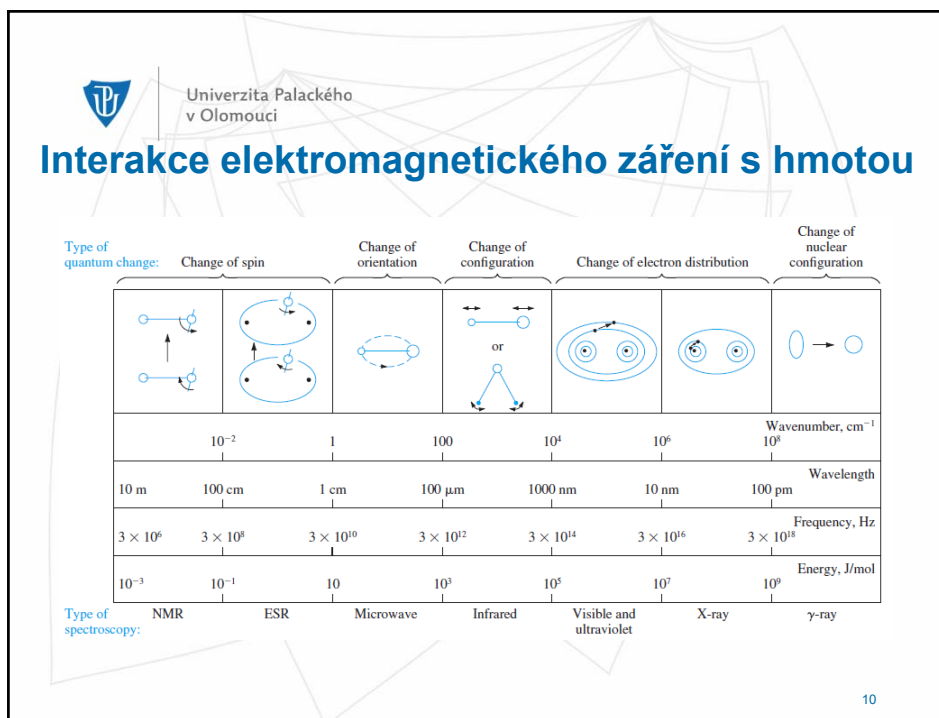 Univerzita Palackého
v Olomouci
Interakce elektromagnetického záření s hmotou
Type of
quantum change:
Change of spin
Change of
orientation
Change of
configuration
Change of electron distribution
Change of
nuclear
configuration
or
Wavenumber, cm⁻¹
10⁻² 1 100 10⁴ 10⁶ 10⁸
Wavelength
10 m 100 cm 1 cm 100 μm 1000 nm 10 nm 100 pm
Frequency, Hz
3 × 10⁶ 3 × 10⁸ 3 × 10¹⁰ 3 × 10¹² 3 × 10¹⁴ 3 × 10¹⁶ 3 × 10¹⁸
Energy, J/mol
10⁻³ 10⁻¹ 10 10³ 10⁵ 10⁷ 10⁹
Type of
spectroscopy:
NMR ESR Microwave Infrared
Visible and
ultraviolet
X-ray γ-ray
10